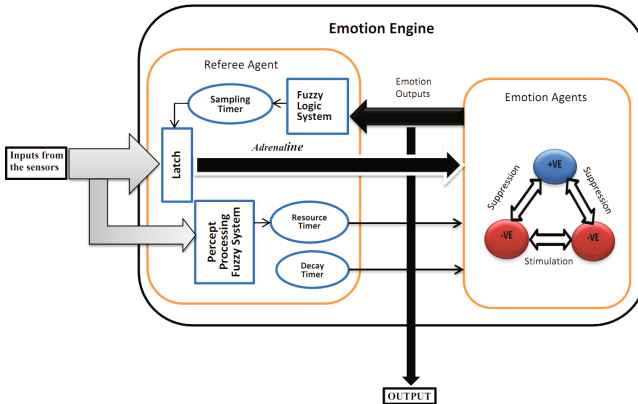 Emotion Engine
Referee Agent
Emotion
Outputs
Sampling
Timer
Fuzzy
Logic
System
Emotion Agents
Inputs from
the sensors
Latch
Adrenaline
+VE
Suppression
Suppression
-VE
-VE
Stimulation
Percept
Processing
Fuzzy System
Resource
Timer
Decay
Timer
OUTPUT